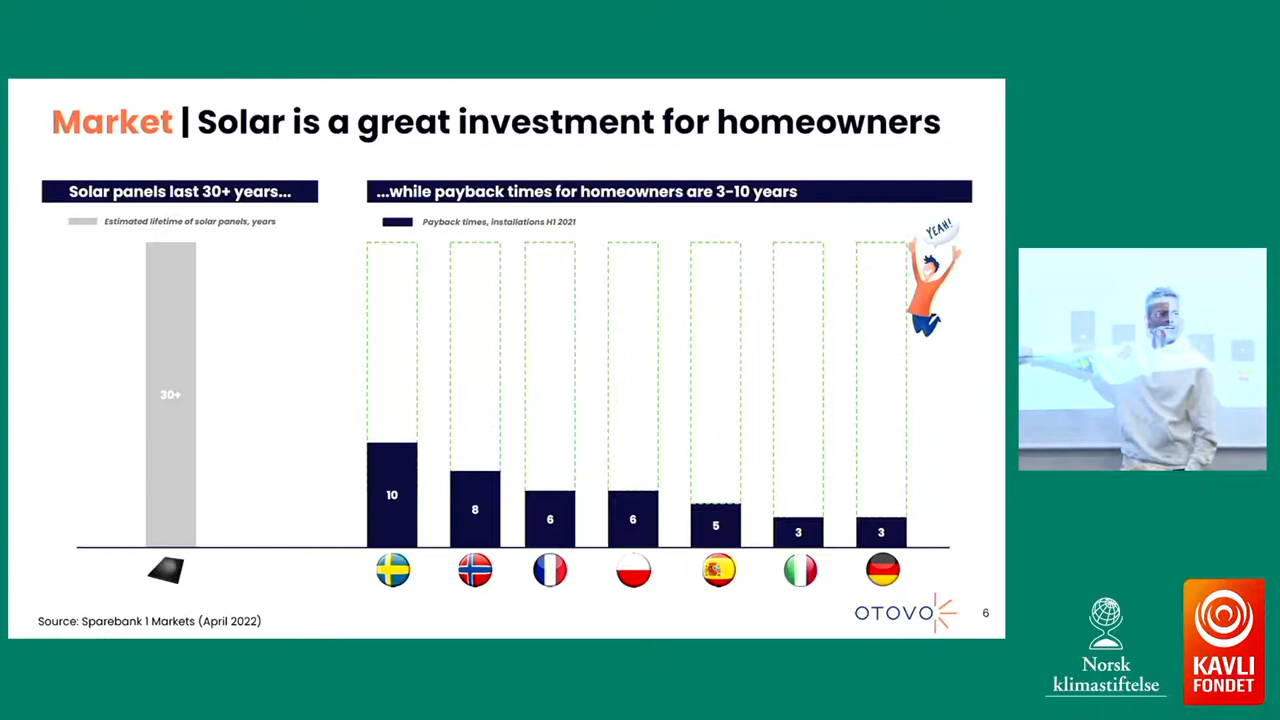 Market | Solar is a great investment for homeowners
Solar panels last 30+ years...
Estimated lifetime of solar panels, years
30+
...while payback times for homeowners are 3-10 years
Payback times, installations H1 2021
YEAH!
10
8
6
6
5
3
3
Source: Sparebank 1 Markets (April 2022)
OTOVO
6
Norsk
klimastiftelse
KAVLI
FONDET